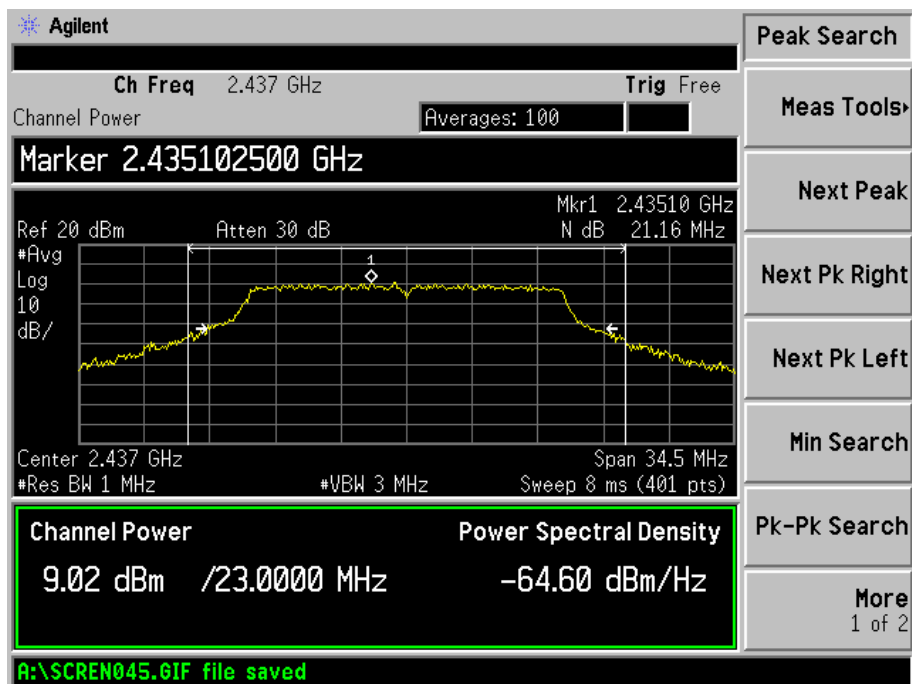 Agilent
Peak Search
Ch Freq 2.437 GHz Trig Free
Channel Power Averages: 100
Meas Tools
Marker 2.435102500 GHz
Next Peak
Mkr1 2.43510 GHz
Ref 20 dBm Atten 30 dB N dB 21.16 MHz
#Avg
Log
10
dB/
1
Next Pk Right
Next Pk Left
Min Search
Center 2.437 GHz Span 34.5 MHz
#Res BW 1 MHz #VBW 3 MHz Sweep 8 ms (401 pts)
Pk-Pk Search
Channel Power Power Spectral Density
9.02 dBm /23.0000 MHz -64.60 dBm/Hz
More
1 of 2
A:\SCREN045.GIF file saved